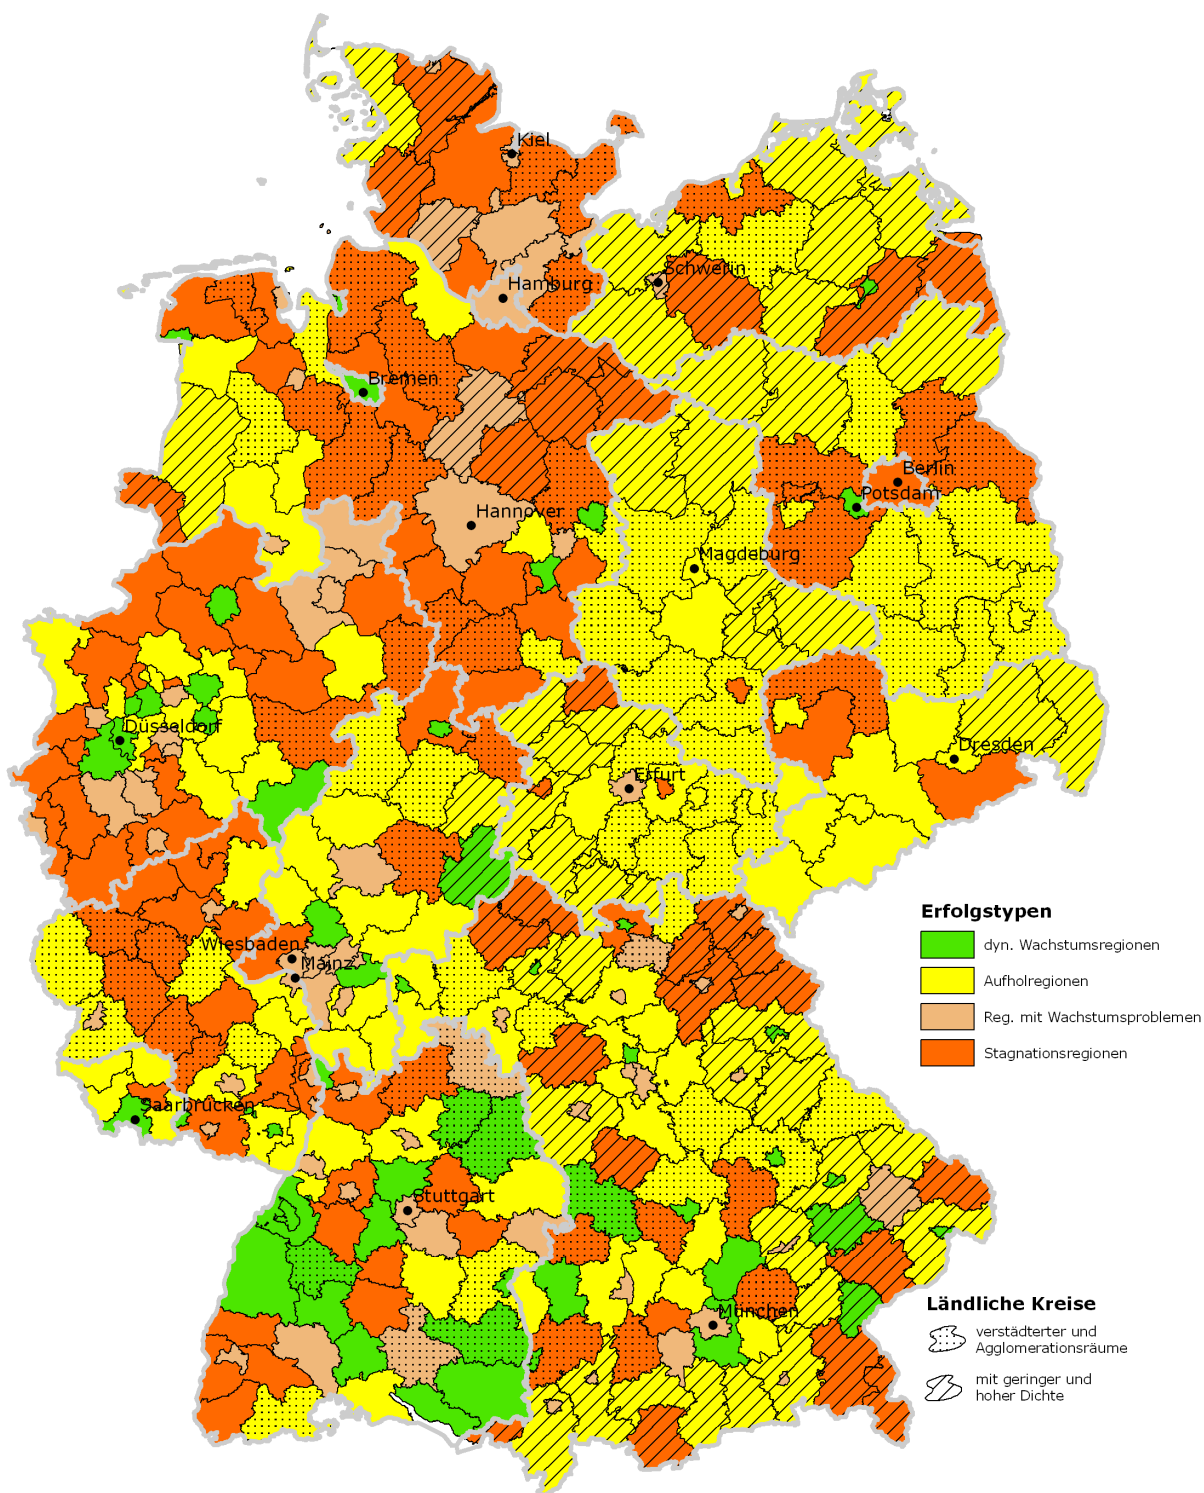 Kiel
Schwerin
Hamburg
Bremen
Berlin
Potsdam
Hannover
Magdeburg
Düsseldorf
Dresden
Erfurt
Wiesbaden
Mainz
Saarbrücken
Stuttgart
München
Erfolgstypen
dyn. Wachstumsregionen
Aufholregionen
Reg. mit Wachstumsproblemen
Stagnationsregionen
Ländliche Kreise
verstädterter und
Agglomerationsräume
mit geringer und
hoher Dichte